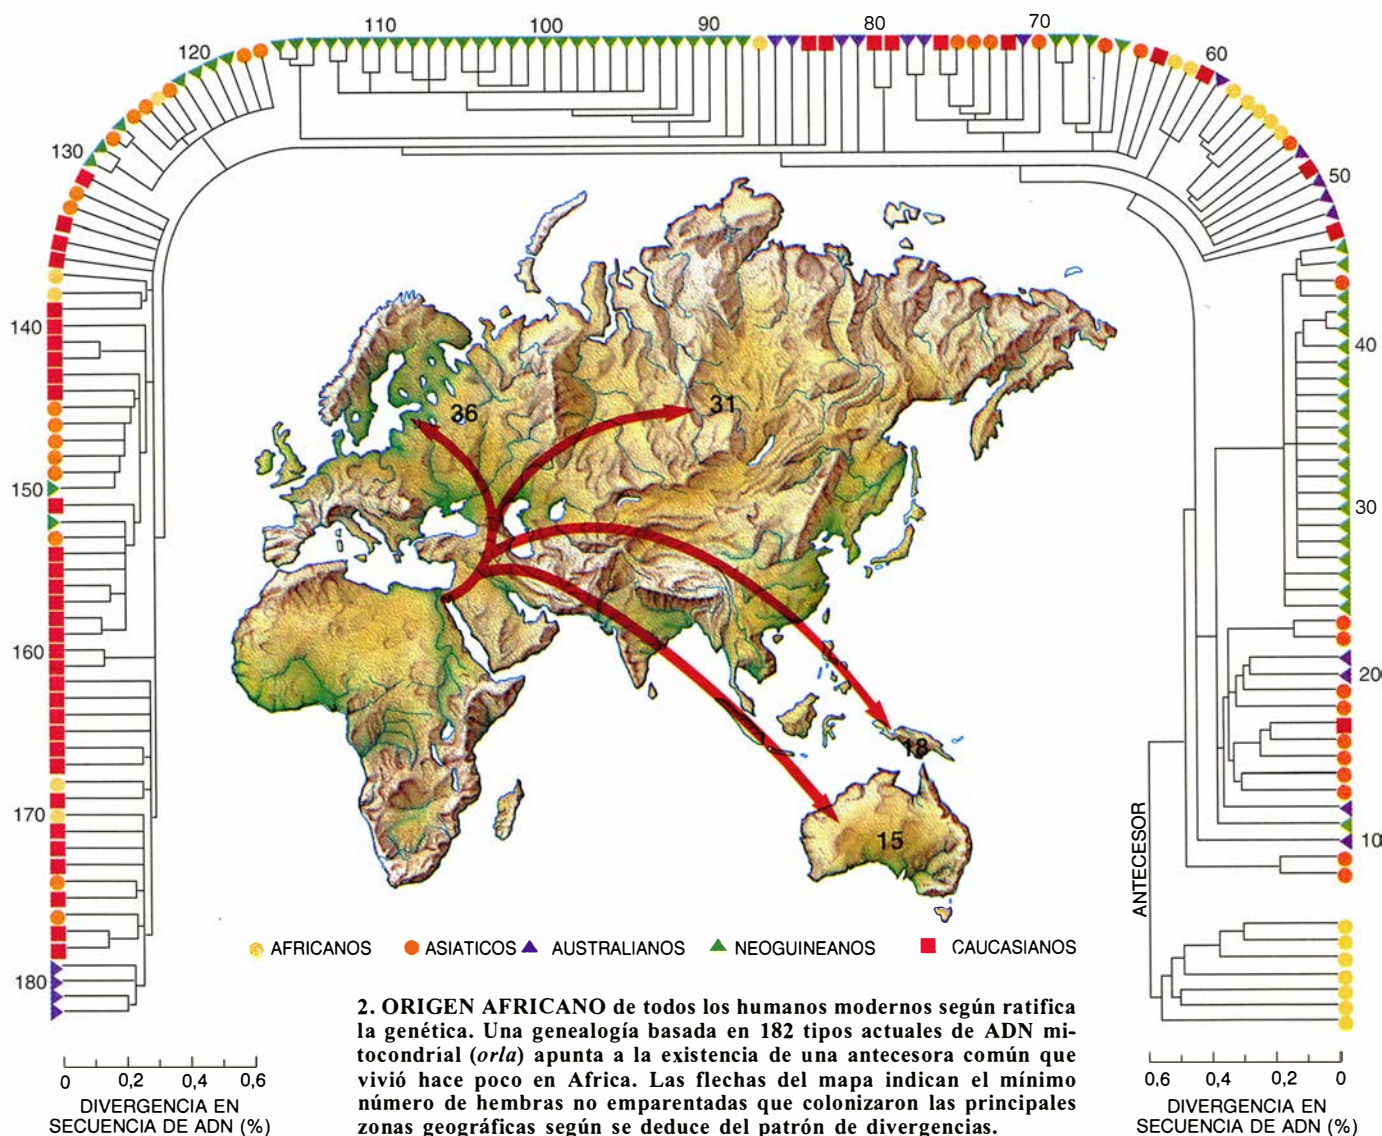 110
100
90
80
70
120
60
130
50
36
31
140
40
150
30
160
20
18
170
15
10
ANTECESOR
AFRICANOS
ASIATICOS
AUSTRALIANOS
NEOGUINEANOS
CAUCASIANOS
180
2. ORIGEN AFRICANO de todos los humanos modernos según ratifica
la genética. Una genealogía basada en 182 tipos actuales de ADN mi-
tocondrial (orla) apunta a la existencia de una antecesora común que
vivió hace poco en Africa. Las flechas del mapa indican el mínimo
número de hembras no emparentadas que colonizaron las principales
zonas geográficas según se deduce del patrón de divergencias.
0 0,2 0,4 0,6
DIVERGENCIA EN
SECUENCIA DE ADN (%)
0,6 0,4 0,2 0
DIVERGENCIA EN
SECUENCIA DE ADN (%)